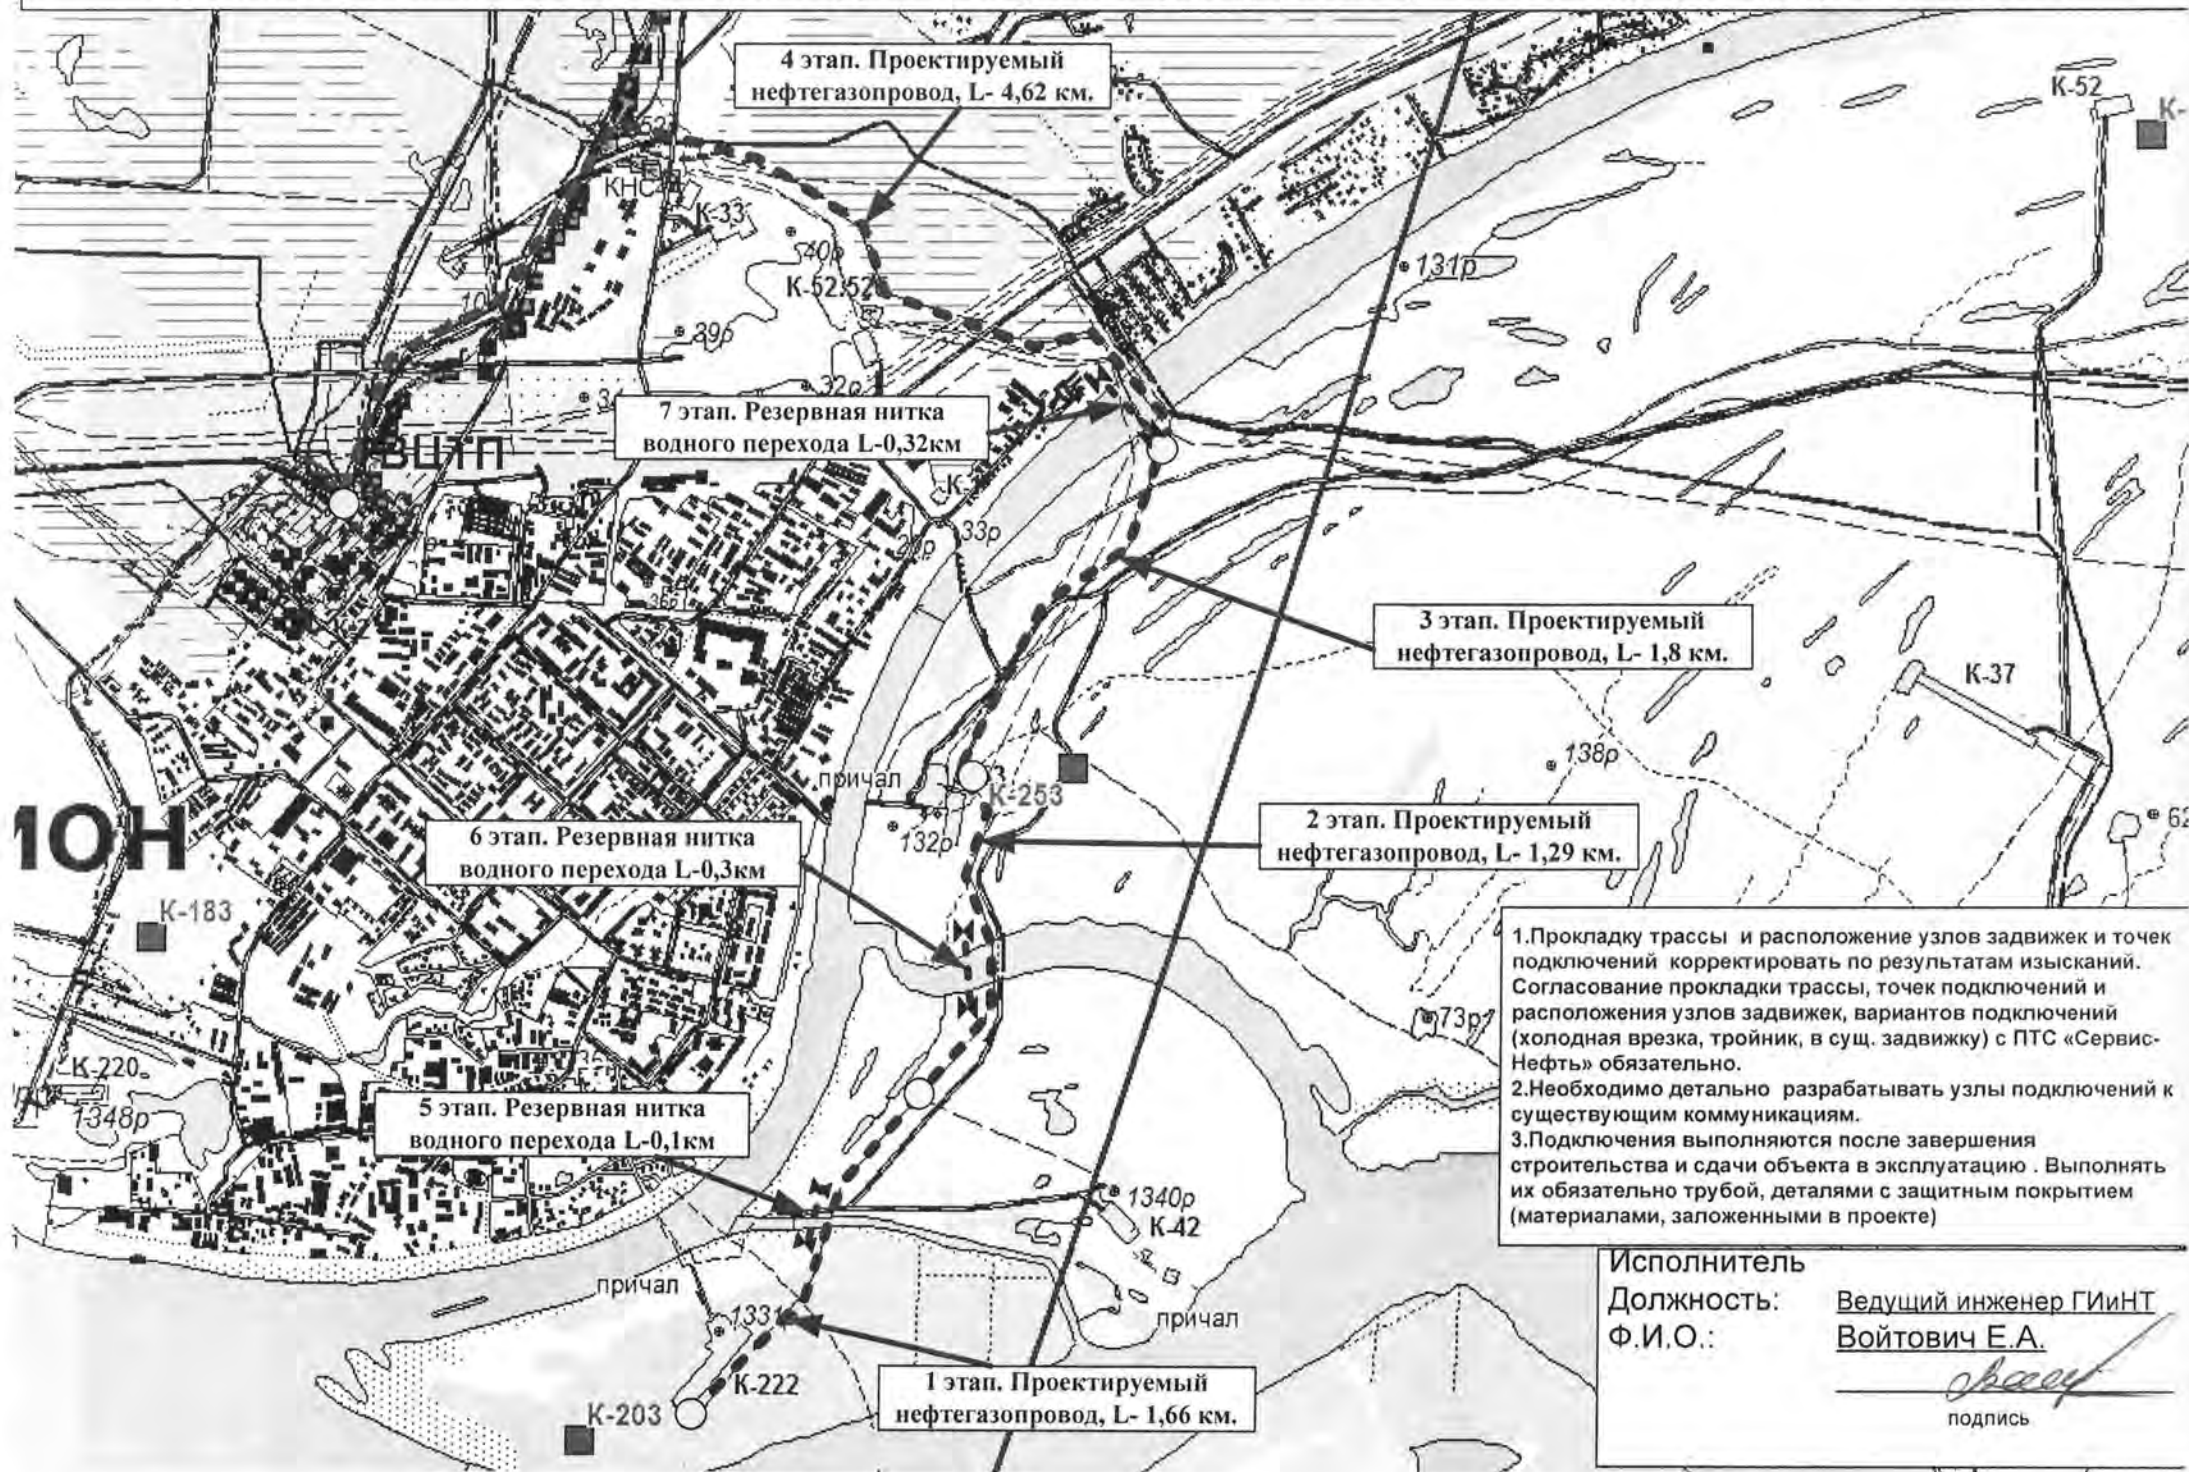 4 этап. Проектируемый
нефтегазопровод, L- 4,62 км.
К-52
К-
КНС-4
К-33
40р
К-52,52
131р
10
39р
32р
7 этап. Резервная нитка
водного перехода L-0,32км
ВЦТП
К-
33р
3 этап. Проектируемый
нефтегазопровод, L- 1,8 км.
К-37
138р
причал
К-253
132р
62
2 этап. Проектируемый
нефтегазопровод, L- 1,29 км.
6 этап. Резервная нитка
водного перехода L-0,3км
ИОН
К-183
73р
1.Прокладку трассы и расположение узлов задвижек и точек
подключений корректировать по результатам изысканий.
Согласование прокладки трассы, точек подключений и
расположения узлов задвижек, вариантов подключений
(холодная врезка, тройник, в сущ. задвижку) с ПТС «Сервис-
Нефть» обязательно.
2.Необходимо детально разрабатывать узлы подключений к
существующим коммуникациям.
3.Подключения выполняются после завершения
строительства и сдачи объекта в эксплуатацию . Выполнять
их обязательно трубой, деталями с защитным покрытием
(материалами, заложенными в проекте)
К-220
1348р
5 этап. Резервная нитка
водного перехода L-0,1км
1340р
К-42
причал
причал
1331
К-222
К-203
1 этап. Проектируемый
нефтегазопровод, L- 1,66 км.
Исполнитель
Должность: Ведущий инженер ГИиНТ
Ф.И.О.: Войтович Е.А.
подпись